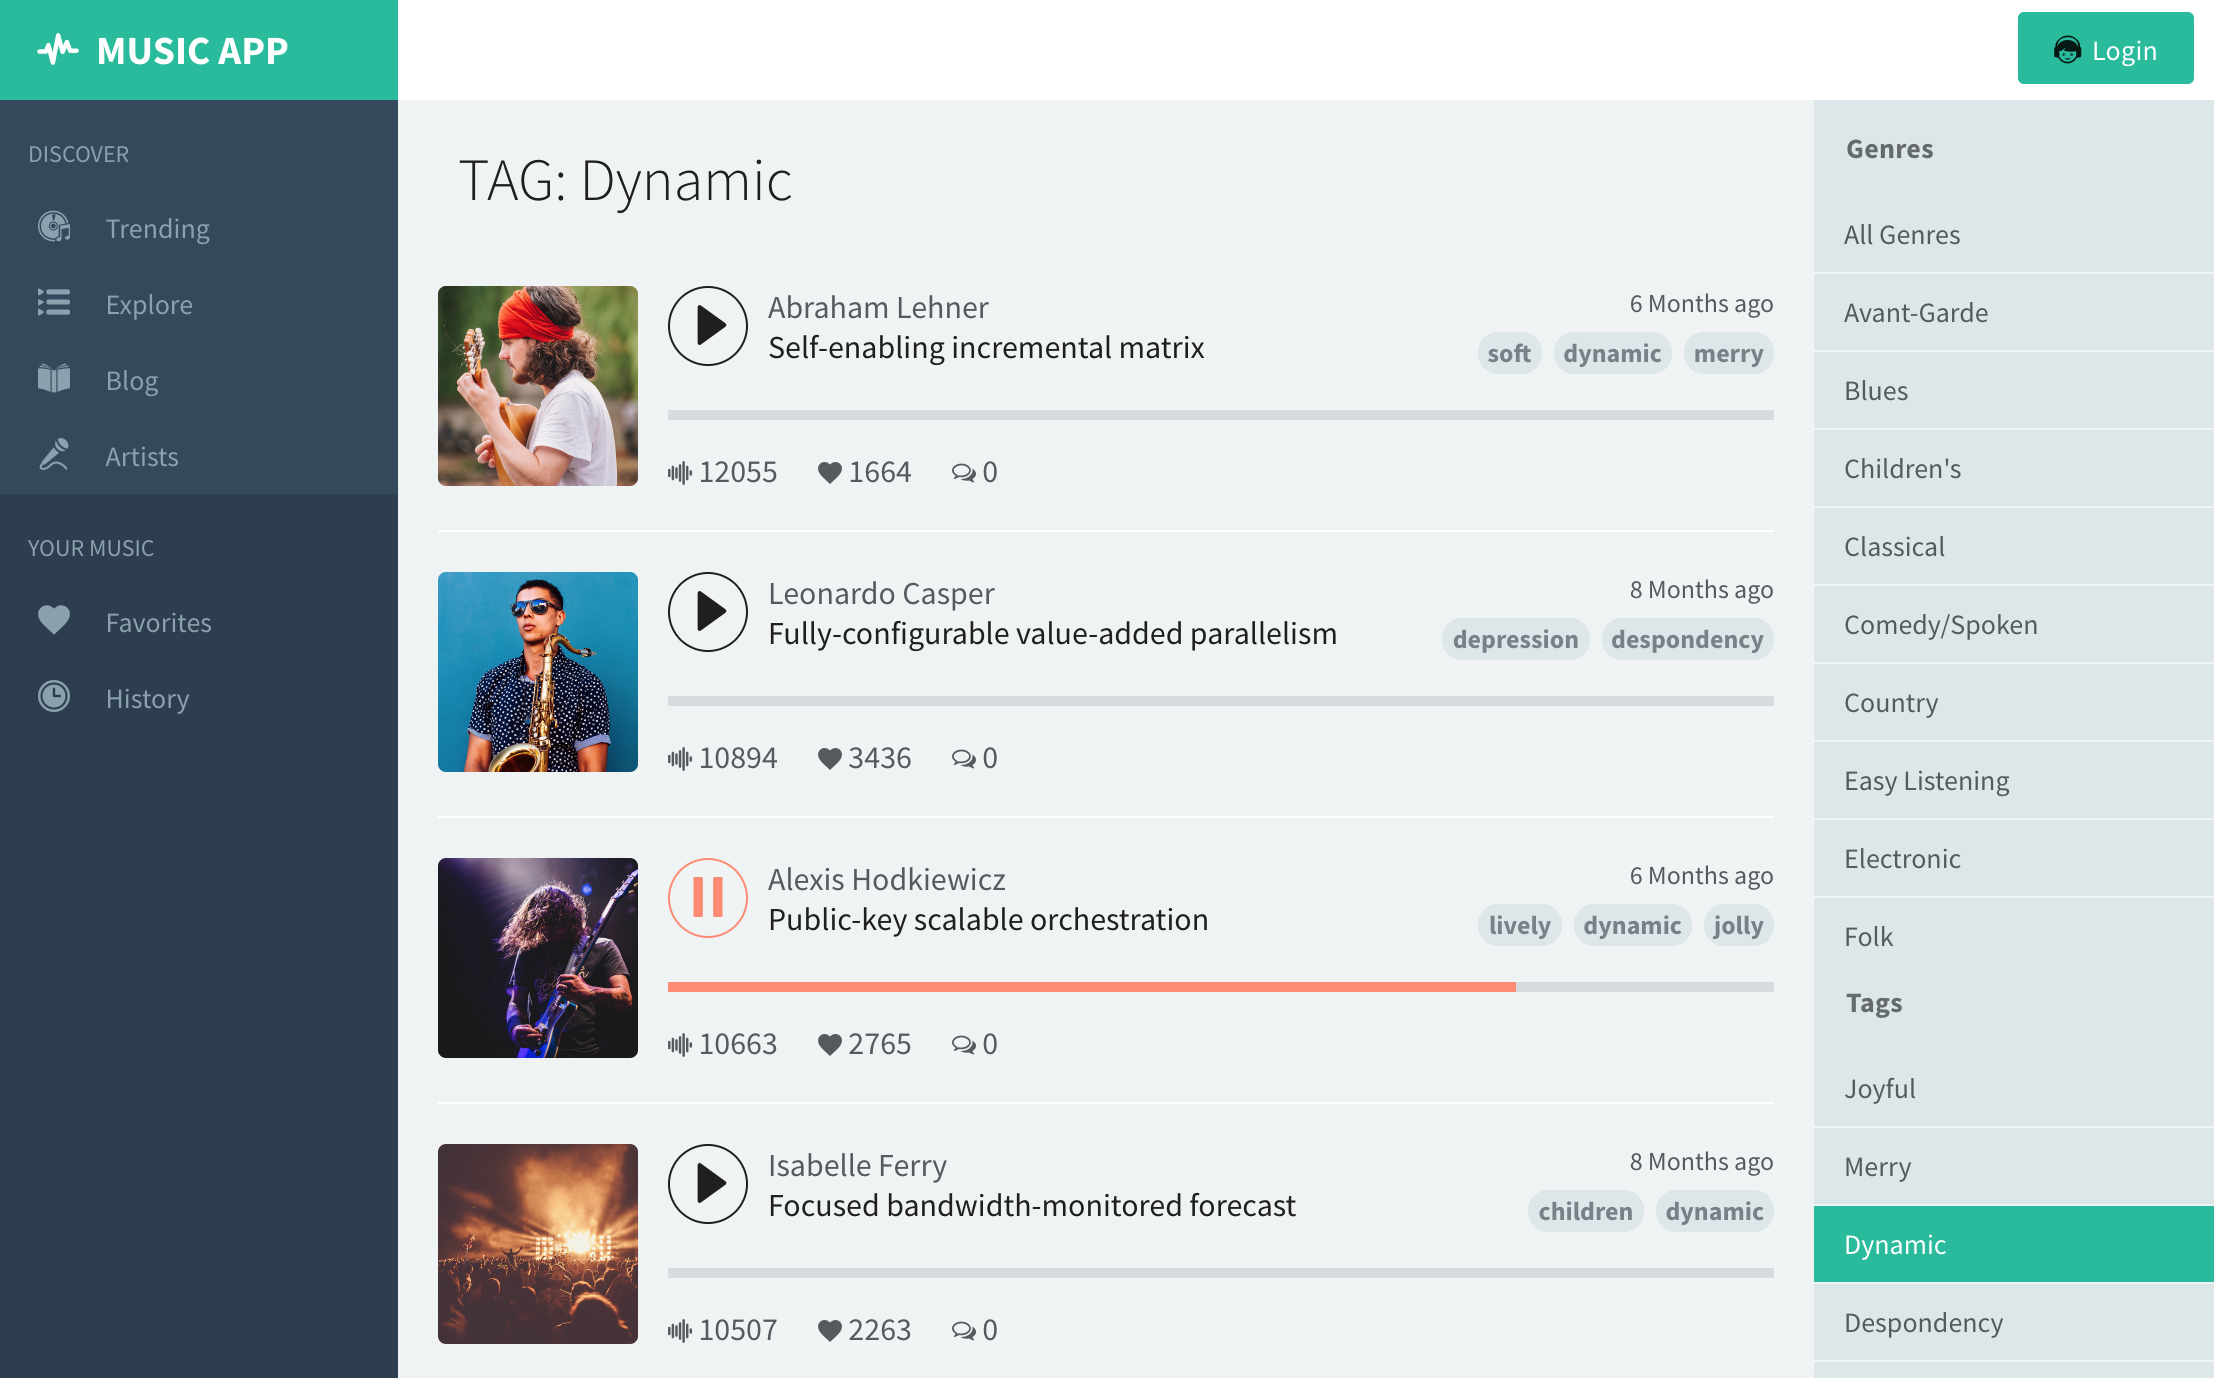 MUSIC APP
Login
DISCOVER
Trending
Explore
Blog
Artists
YOUR MUSIC
Favorites
History
TAG: Dynamic
Abraham Lehner
Self-enabling incremental matrix
6 Months ago
soft dynamic merry
12055 1664 0
Leonardo Casper
Fully-configurable value-added parallelism
8 Months ago
depression despondency
10894 3436 0
Alexis Hodkiewicz
Public-key scalable orchestration
6 Months ago
lively dynamic jolly
10663 2765 0
Isabelle Ferry
Focused bandwidth-monitored forecast
8 Months ago
children dynamic
10507 2263 0
Genres
All Genres
Avant-Garde
Blues
Children's
Classical
Comedy/Spoken
Country
Easy Listening
Electronic
Folk
Tags
Joyful
Merry
Dynamic
Despondency